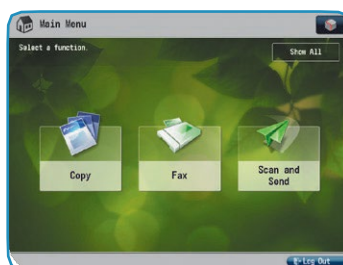 Main Menu
Select a function.
Show All
Copy
Fax
Scan and
Send
Log Out